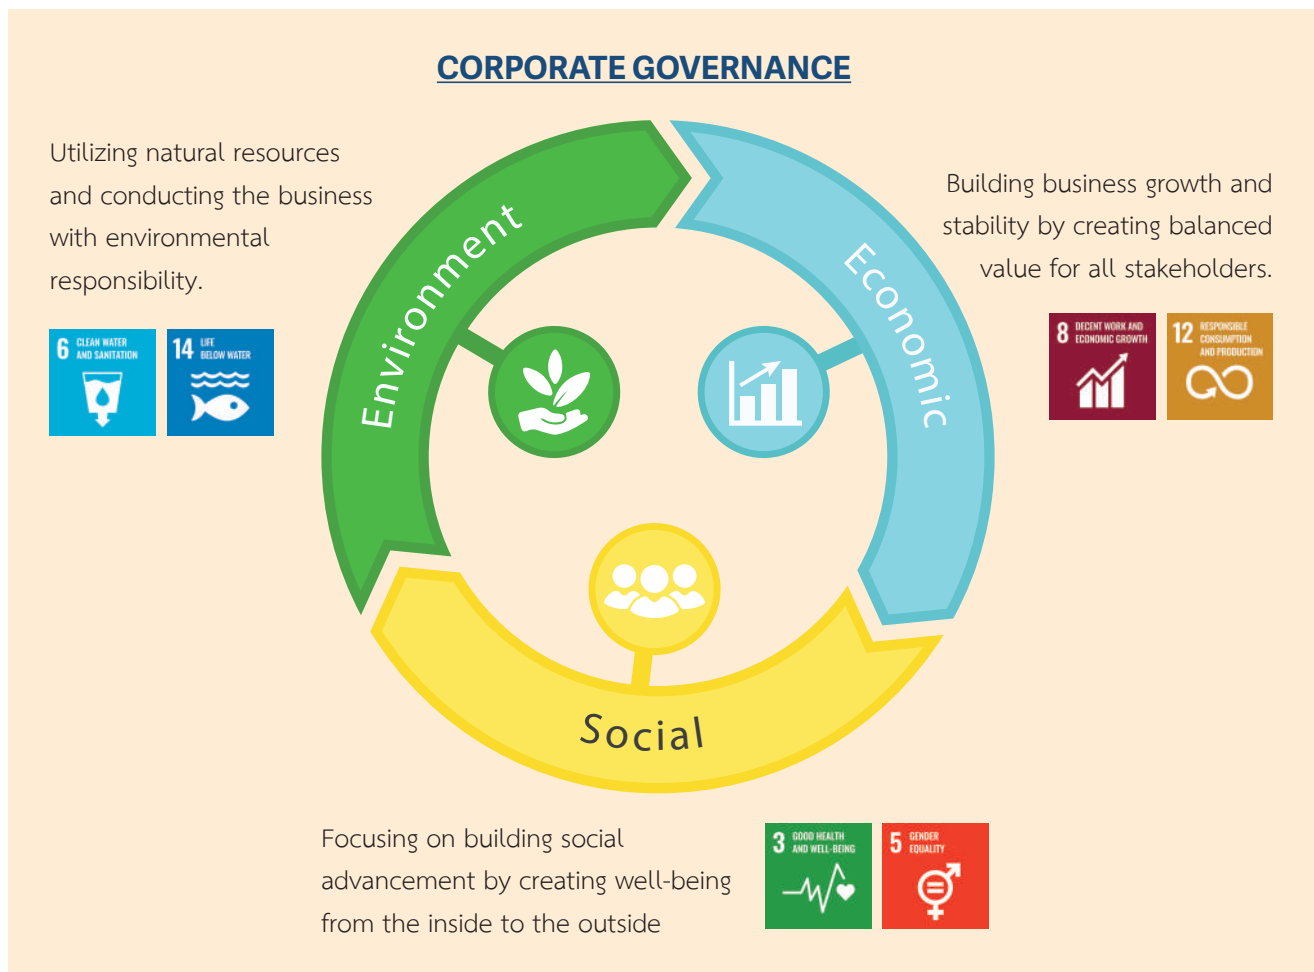 CORPORATE GOVERNANCE
Utilizing natural resources
and conducting the business
with environmental
responsibility.
6 CLEAN WATER
AND SANITATION
14 LIFE
BELOW WATER
Environment
Economic
Building business growth and
stability by creating balanced
value for all stakeholders.
8 DECENT WORK AND
ECONOMIC GROWTH
12 RESPONSIBLE
CONSUMPTION
AND PRODUCTION
Social
Focusing on building social
advancement by creating well-being
from the inside to the outside
3 GOOD HEALTH
AND WELL-BEING
5 GENDER
EQUALITY